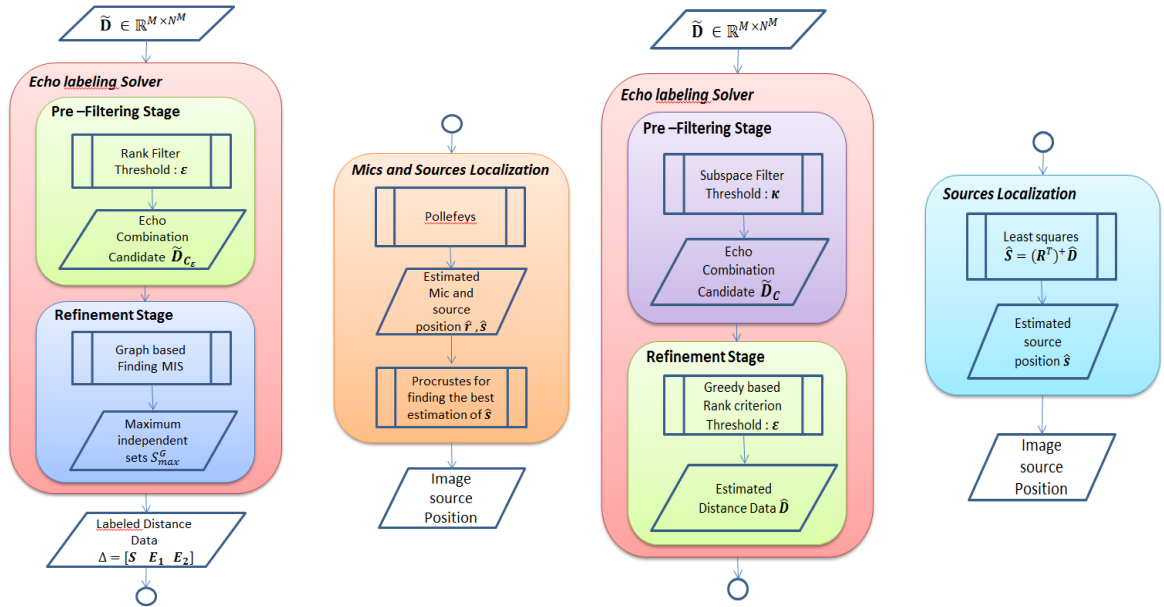 D̃ ∈ ℝ^{M×N^M}
Echo labeling Solver
Pre –Filtering Stage
Rank Filter
Threshold : ε
Echo
Combination
Candidate D̃_{C_ε}
Refinement Stage
Graph based
Finding MIS
Maximum
independent
sets S^G_{max}
Labeled Distance
Data
Δ = [S E₁ E₂]
Mics and Sources Localization
Pollefeys
Estimated
Mic and
source
position r̂ , ŝ
Procrustes for
finding the best
estimation of ŝ
Image
source
Position
D̃ ∈ ℝ^{M×N^M}
Echo labeling Solver
Pre –Filtering Stage
Subspace Filter
Threshold : κ
Echo
Combination
Candidate D̃_C
Refinement Stage
Greedy based
Rank criterion
Threshold : ε
Estimated
Distance Data D̂
Sources Localization
Least squares
Ŝ = (R^T)^+ D̂
Estimated
source
position ŝ
Image
source
Position